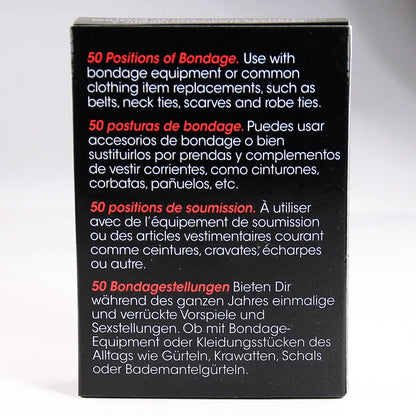 50 Positions of Bondage. Use with
bondage equipment or common
clothing item replacements, such as
belts, neck ties, scarves and robe ties.
50 posturas de bondage. Puedes usar
accesorios de bondage o bien
sustituirlos por prendas y complementos
de vestir corrientes, como cinturones,
corbatas, pañuelos, etc.
50 positions de soumission. À utiliser
avec de l'équipement de soumission
ou des articles vestimentaires courant
comme ceintures, cravates, écharpes
ou autre.
50 Bondagestellungen Bieten Dir
während des ganzen Jahres einmalige
und verrückte Vorspiele und
Sexstellungen. Ob mit Bondage-
Equipment oder Kleidungsstücken des
Alltags wie Gürteln, Krawatten, Schals
oder Bademantelgürteln.